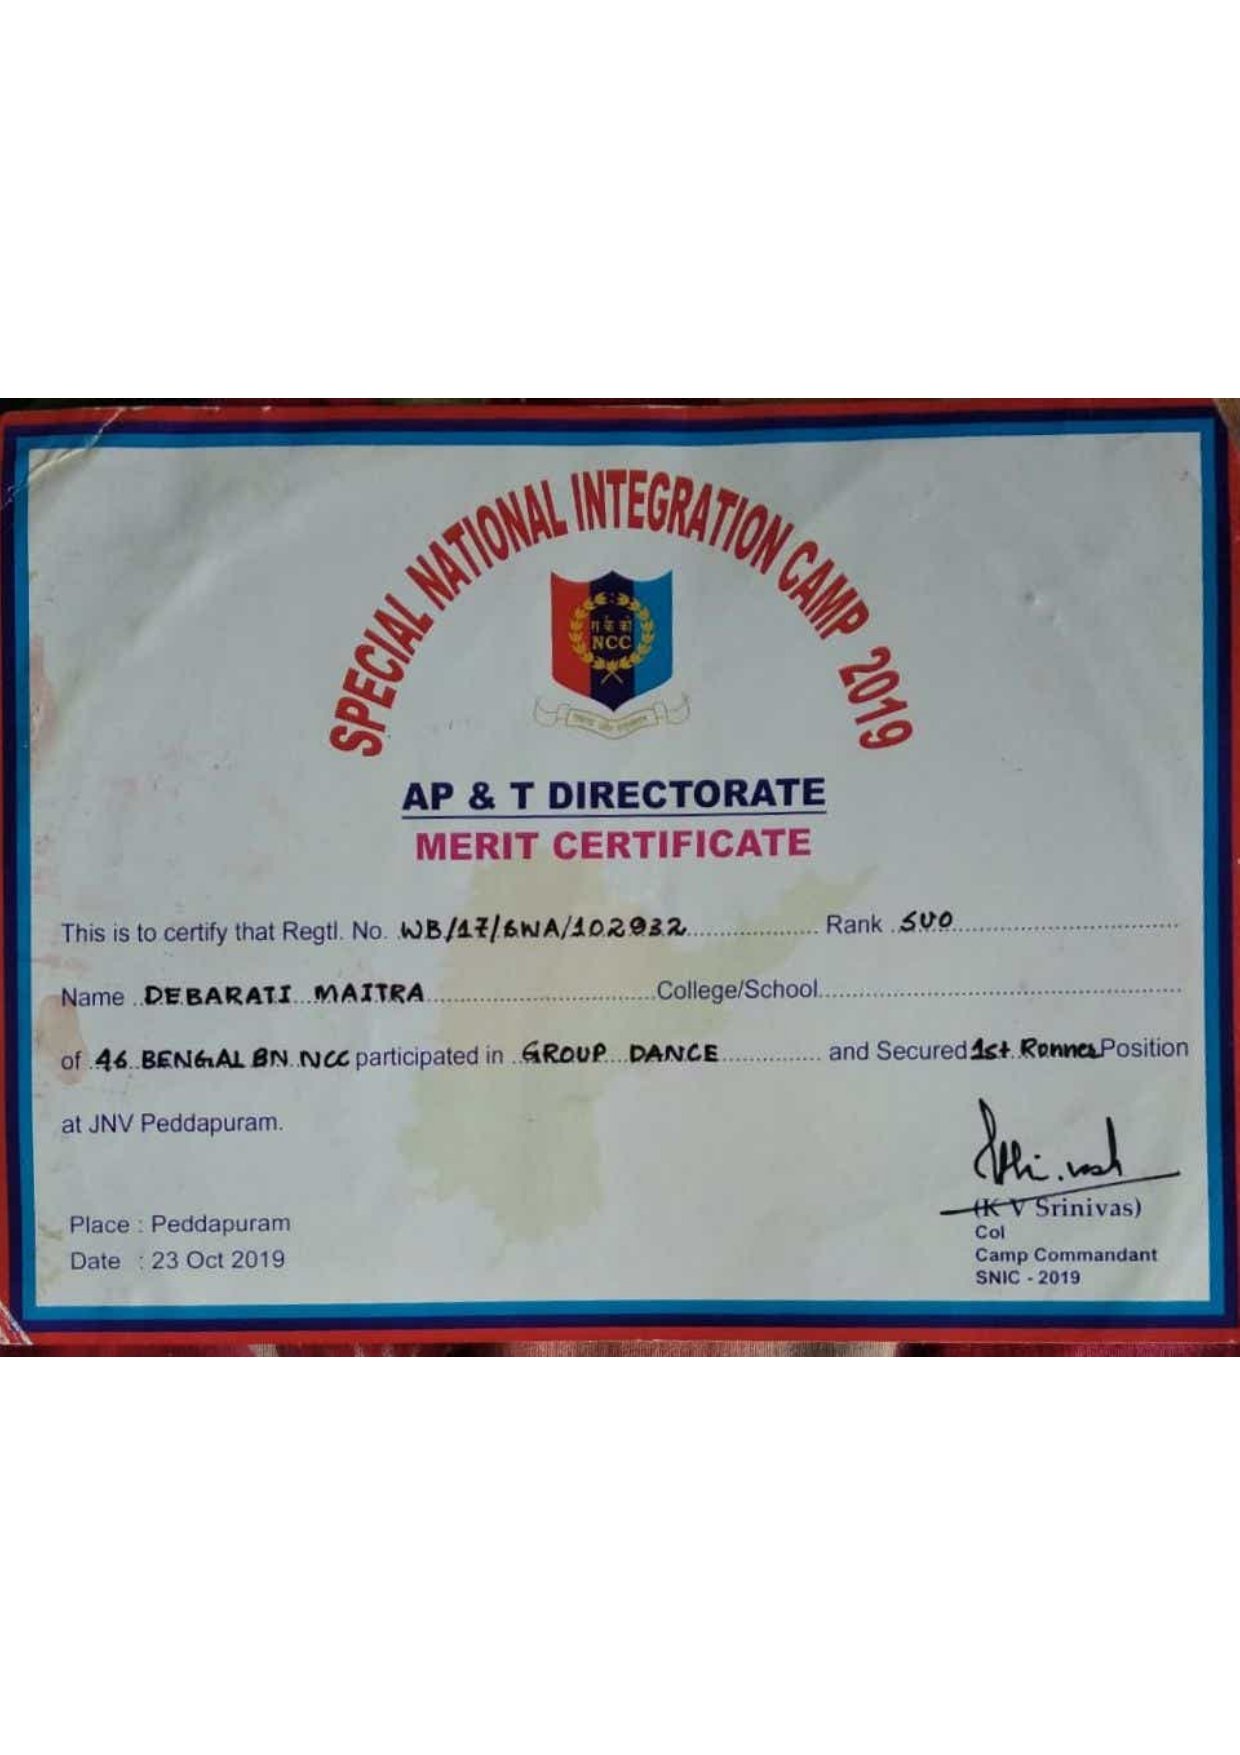 SPECIAL NATIONAL INTEGRATION CAMP 2019
NCC
AP & T DIRECTORATE
MERIT CERTIFICATE
This is to certify that Regtl. No. WB/17/SWA/102932 Rank SUO
Name DEBARATI MAITRA College/School
of 46 BENGAL BN NCC participated in GROUP DANCE and Secured 1st Ronner Position
at JNV Peddapuram.
Place : Peddapuram
Date : 23 Oct 2019
(K V Srinivas)
Col
Camp Commandant
SNIC - 2019